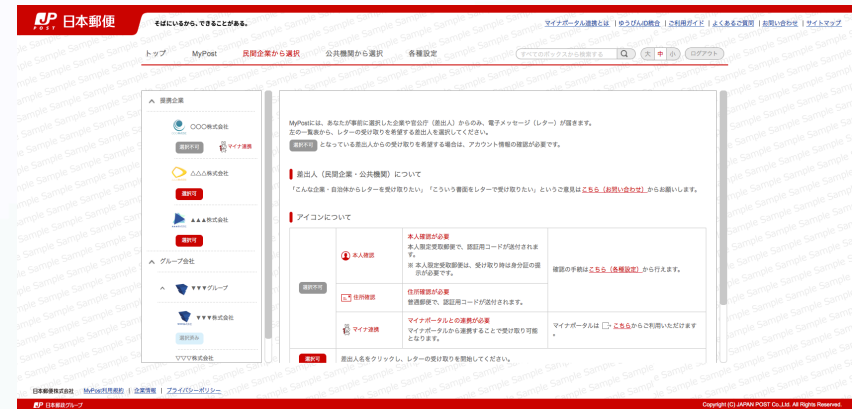 JP 日本郵便
POST
そばにいるから、できることがある。
マイナポータル連携とは | ゆうびんID統合 | ご利用ガイド | よくあるご質問 | お問い合わせ | サイトマップ
トップ MyPost 民間企業から選択 公共機関から選択 各種設定 すべてのボックスから検索する 大 中 小 ログアウト
提携企業
〇〇〇株式会社
選択不可 マイナ連携
△△△株式会社
選択可
▲▲▲株式会社
選択可
グループ会社
▼▼▼グループ
▼▼▼株式会社
選択済み
▽▽▽株式会社
MyPostには、あなたが事前に選択した企業や官公庁（差出人）からのみ、電子メッセージ（レター）が届きます。
左の一覧表から、レターの受け取りを希望する差出人を選択してください。
選択不可 となっている差出人からの受け取りを希望する場合は、アカウント情報の確認が必要です。
差出人（民間企業・公共機関）について
「こんな企業・自治体からレターを受け取りたい」「こういう書面をレターで受け取りたい」というご意見はこちら（お問い合わせ）からお願いします。
アイコンについて
選択不可
本人確認
本人確認が必要
本人限定受取郵便で、認証用コードが送付されま
す。
※ 本人限定受取郵便は、受け取り時は身分証の提
示が必要です。
確認の手続はこちら（各種設定）から行えます。
住所確認
住所確認が必要
普通郵便で、認証用コードが送付されます。
マイナ連携
マイナポータルとの連携が必要
マイナポータルから連携することで受け取り可能
となります。
マイナポータルは こちらからご利用いただけます
。
選択可 差出人名をクリックし、レターの受け取りを開始してください。
日本郵便株式会社 MyPost利用規約 | 企業情報 | プライバシーポリシー
JP 日本郵政グループ Copyright (C) JAPAN POST Co.,Ltd. All Rights Reserved.
Sample